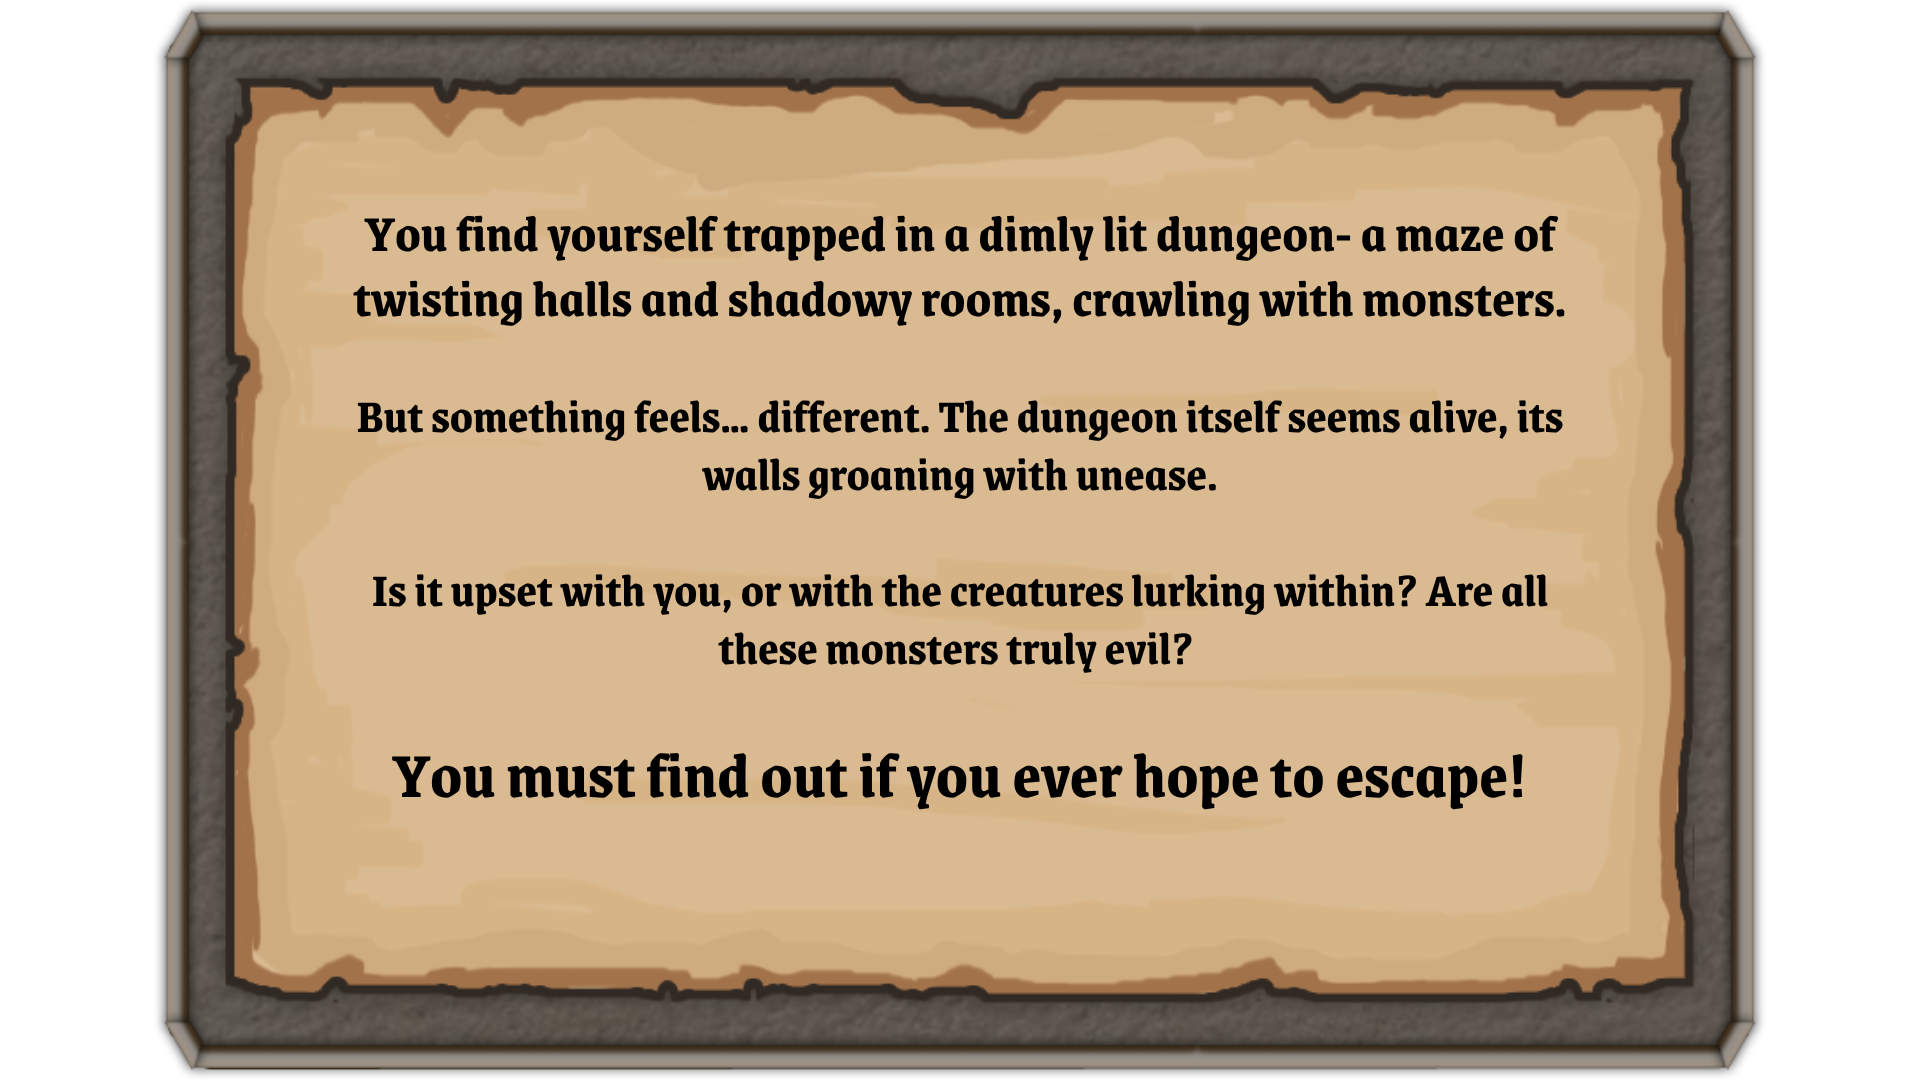 You find yourself trapped in a dimly lit dungeon- a maze of
twisting halls and shadowy rooms, crawling with monsters.
But something feels... different. The dungeon itself seems alive, its
walls groaning with unease.
Is it upset with you, or with the creatures lurking within? Are all
these monsters truly evil?
You must find out if you ever hope to escape!